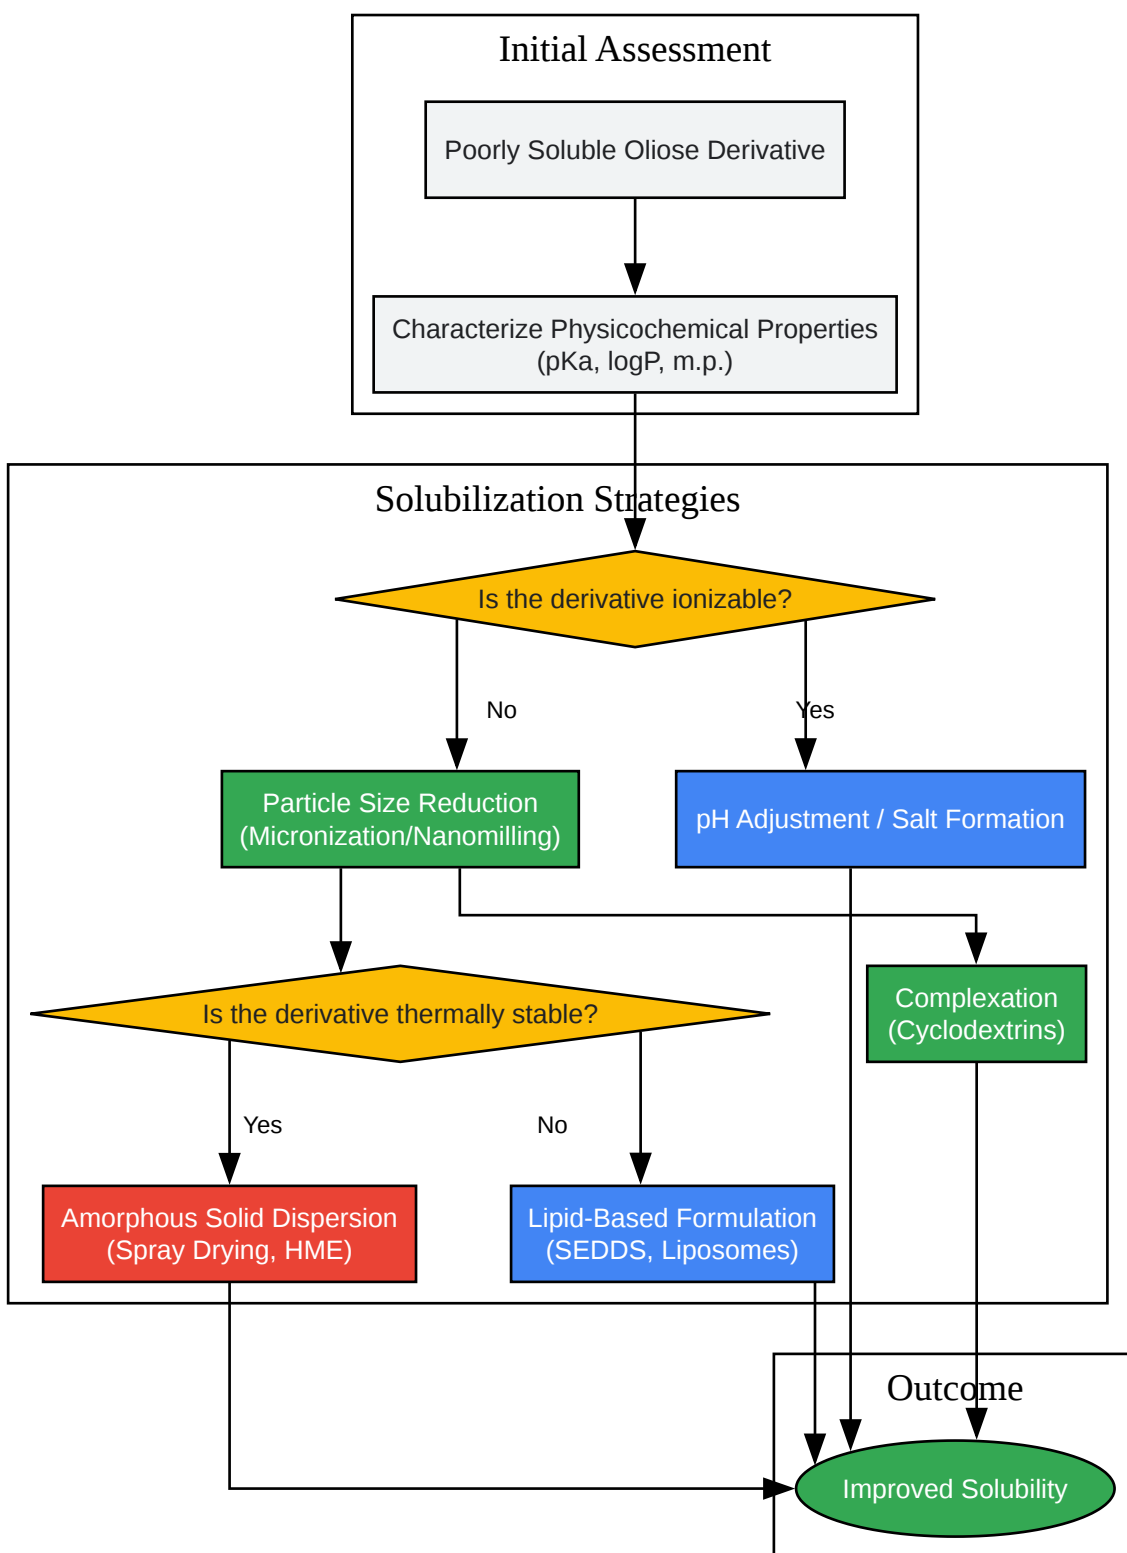 Initial Assessment
Poorly Soluble Oliose Derivative
Characterize Physicochemical Properties
(pKa, logP, m.p.)
Solubilization Strategies
Is the derivative ionizable?
No
Yes
Particle Size Reduction
(Micronization/Nanomilling)
pH Adjustment / Salt Formation
Is the derivative thermally stable?
Complexation
(Cyclodextrins)
Yes
No
Amorphous Solid Dispersion
(Spray Drying, HME)
Lipid-Based Formulation
(SEDDS, Liposomes)
Outcome
Improved Solubility